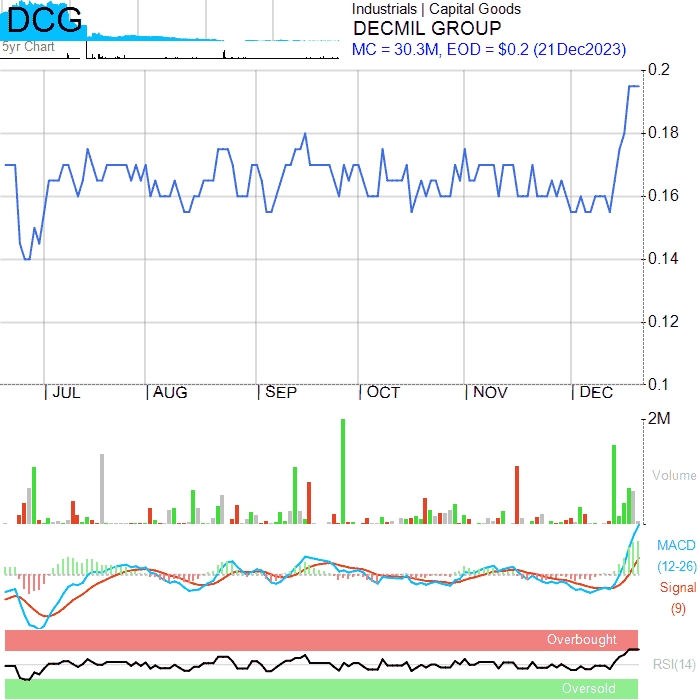 DCG
5yr Chart
Industrials | Capital Goods
DECMIL GROUP
MC = 30.3M, EOD = $0.2 (21Dec2023)
0.2
0.18
0.16
0.14
0.12
0.1
JUL AUG SEP OCT NOV DEC
2M
Volume
MACD
(12-26)
Signal
(9)
Overbought
RSI(14)
Oversold